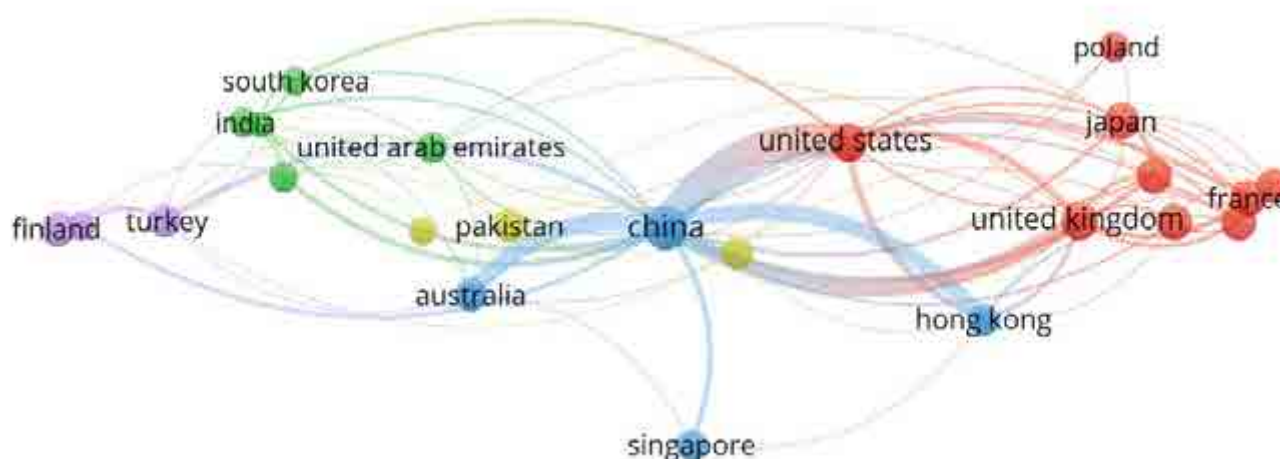 poland
south korea
india
japan
united states
united arab emirates
france
finland
turkey
pakistan
china
united kingdom
australia
hong kong
singapore